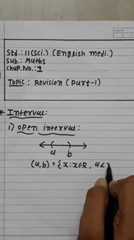 Std: 11(sci.) (English medi.)
Sub: Maths
Chap.No: 1
Topic: Revision (part-1)
* Interval:
1) open interval:
a b
(a,b) = {x:x∈R, a<x